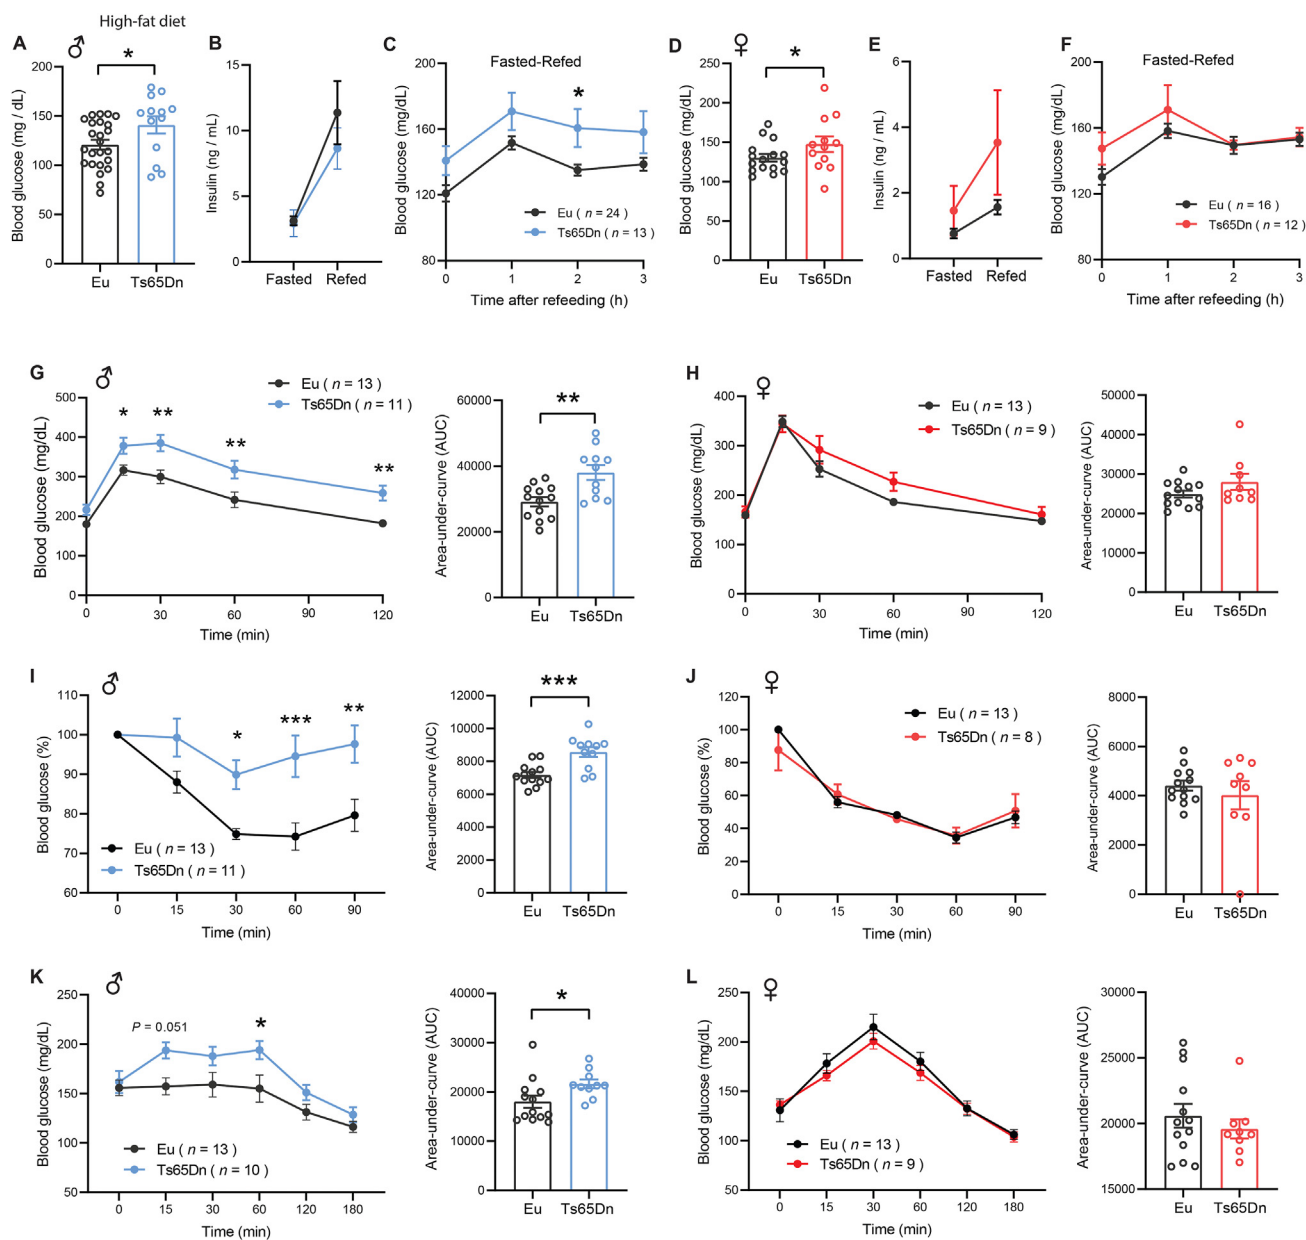 High-fat diet
A
♂
*
Blood glucose (mg / dL)
200
150
100
50
0
Eu
Ts65Dn
B
Insulin (ng / mL)
15
10
5
0
Fasted
Refed
C
Fasted-Refed
*
Blood glucose (mg/dL)
200
160
120
80
Eu ( n = 24 )
Ts65Dn ( n = 13 )
0
1
2
3
Time after refeeding (h)
D
♀
*
Blood glucose (mg/dL)
250
200
150
100
50
0
Eu
Ts65Dn
E
Insulin (ng / mL)
6
4
2
0
Fasted
Refed
F
Fasted-Refed
Blood glucose (mg/dL)
200
160
120
80
Eu ( n = 16 )
Ts65Dn ( n = 12 )
0
1
2
3
Time after refeeding (h)
G
♂
Eu ( n = 13 )
Ts65Dn ( n = 11 )
* ** ** **
Blood glucose (mg/dL)
500
400
300
200
100
0
0
30
60
90
120
Time (min)
**
Area-under-curve (AUC)
60000
40000
20000
0
Eu
Ts65Dn
H
♀
Eu ( n = 13 )
Ts65Dn ( n = 9 )
Blood glucose (mg/dL)
400
300
200
100
0
0
30
60
90
120
Time (min)
Area-under-curve (AUC)
50000
40000
30000
20000
10000
0
Eu
Ts65Dn
I
♂
* *** **
Blood glucose (%)
110
100
90
80
70
60
Eu ( n = 13 )
Ts65Dn ( n = 11 )
0
15
30
60
90
Time (min)
***
Area-under-curve (AUC)
12000
10000
8000
6000
4000
2000
0
Eu
Ts65Dn
J
♀
Eu ( n = 13 )
Ts65Dn ( n = 8 )
Blood glucose (%)
120
100
80
60
40
20
0
0
15
30
60
90
Time (min)
Area-under-curve (AUC)
8000
6000
4000
2000
0
Eu
Ts65Dn
K
♂
P = 0.051
*
Blood glucose (mg/dL)
250
200
150
100
50
Eu ( n = 13 )
Ts65Dn ( n = 10 )
0
15
30
60
120
180
Time (min)
*
Area-under-curve (AUC)
40000
30000
20000
10000
0
Eu
Ts65Dn
L
♀
Blood glucose (mg/dL)
250
200
150
100
50
Eu ( n = 13 )
Ts65Dn ( n = 9 )
0
15
30
60
120
180
Time (min)
Area-under-curve (AUC)
30000
25000
20000
15000
Eu
Ts65Dn